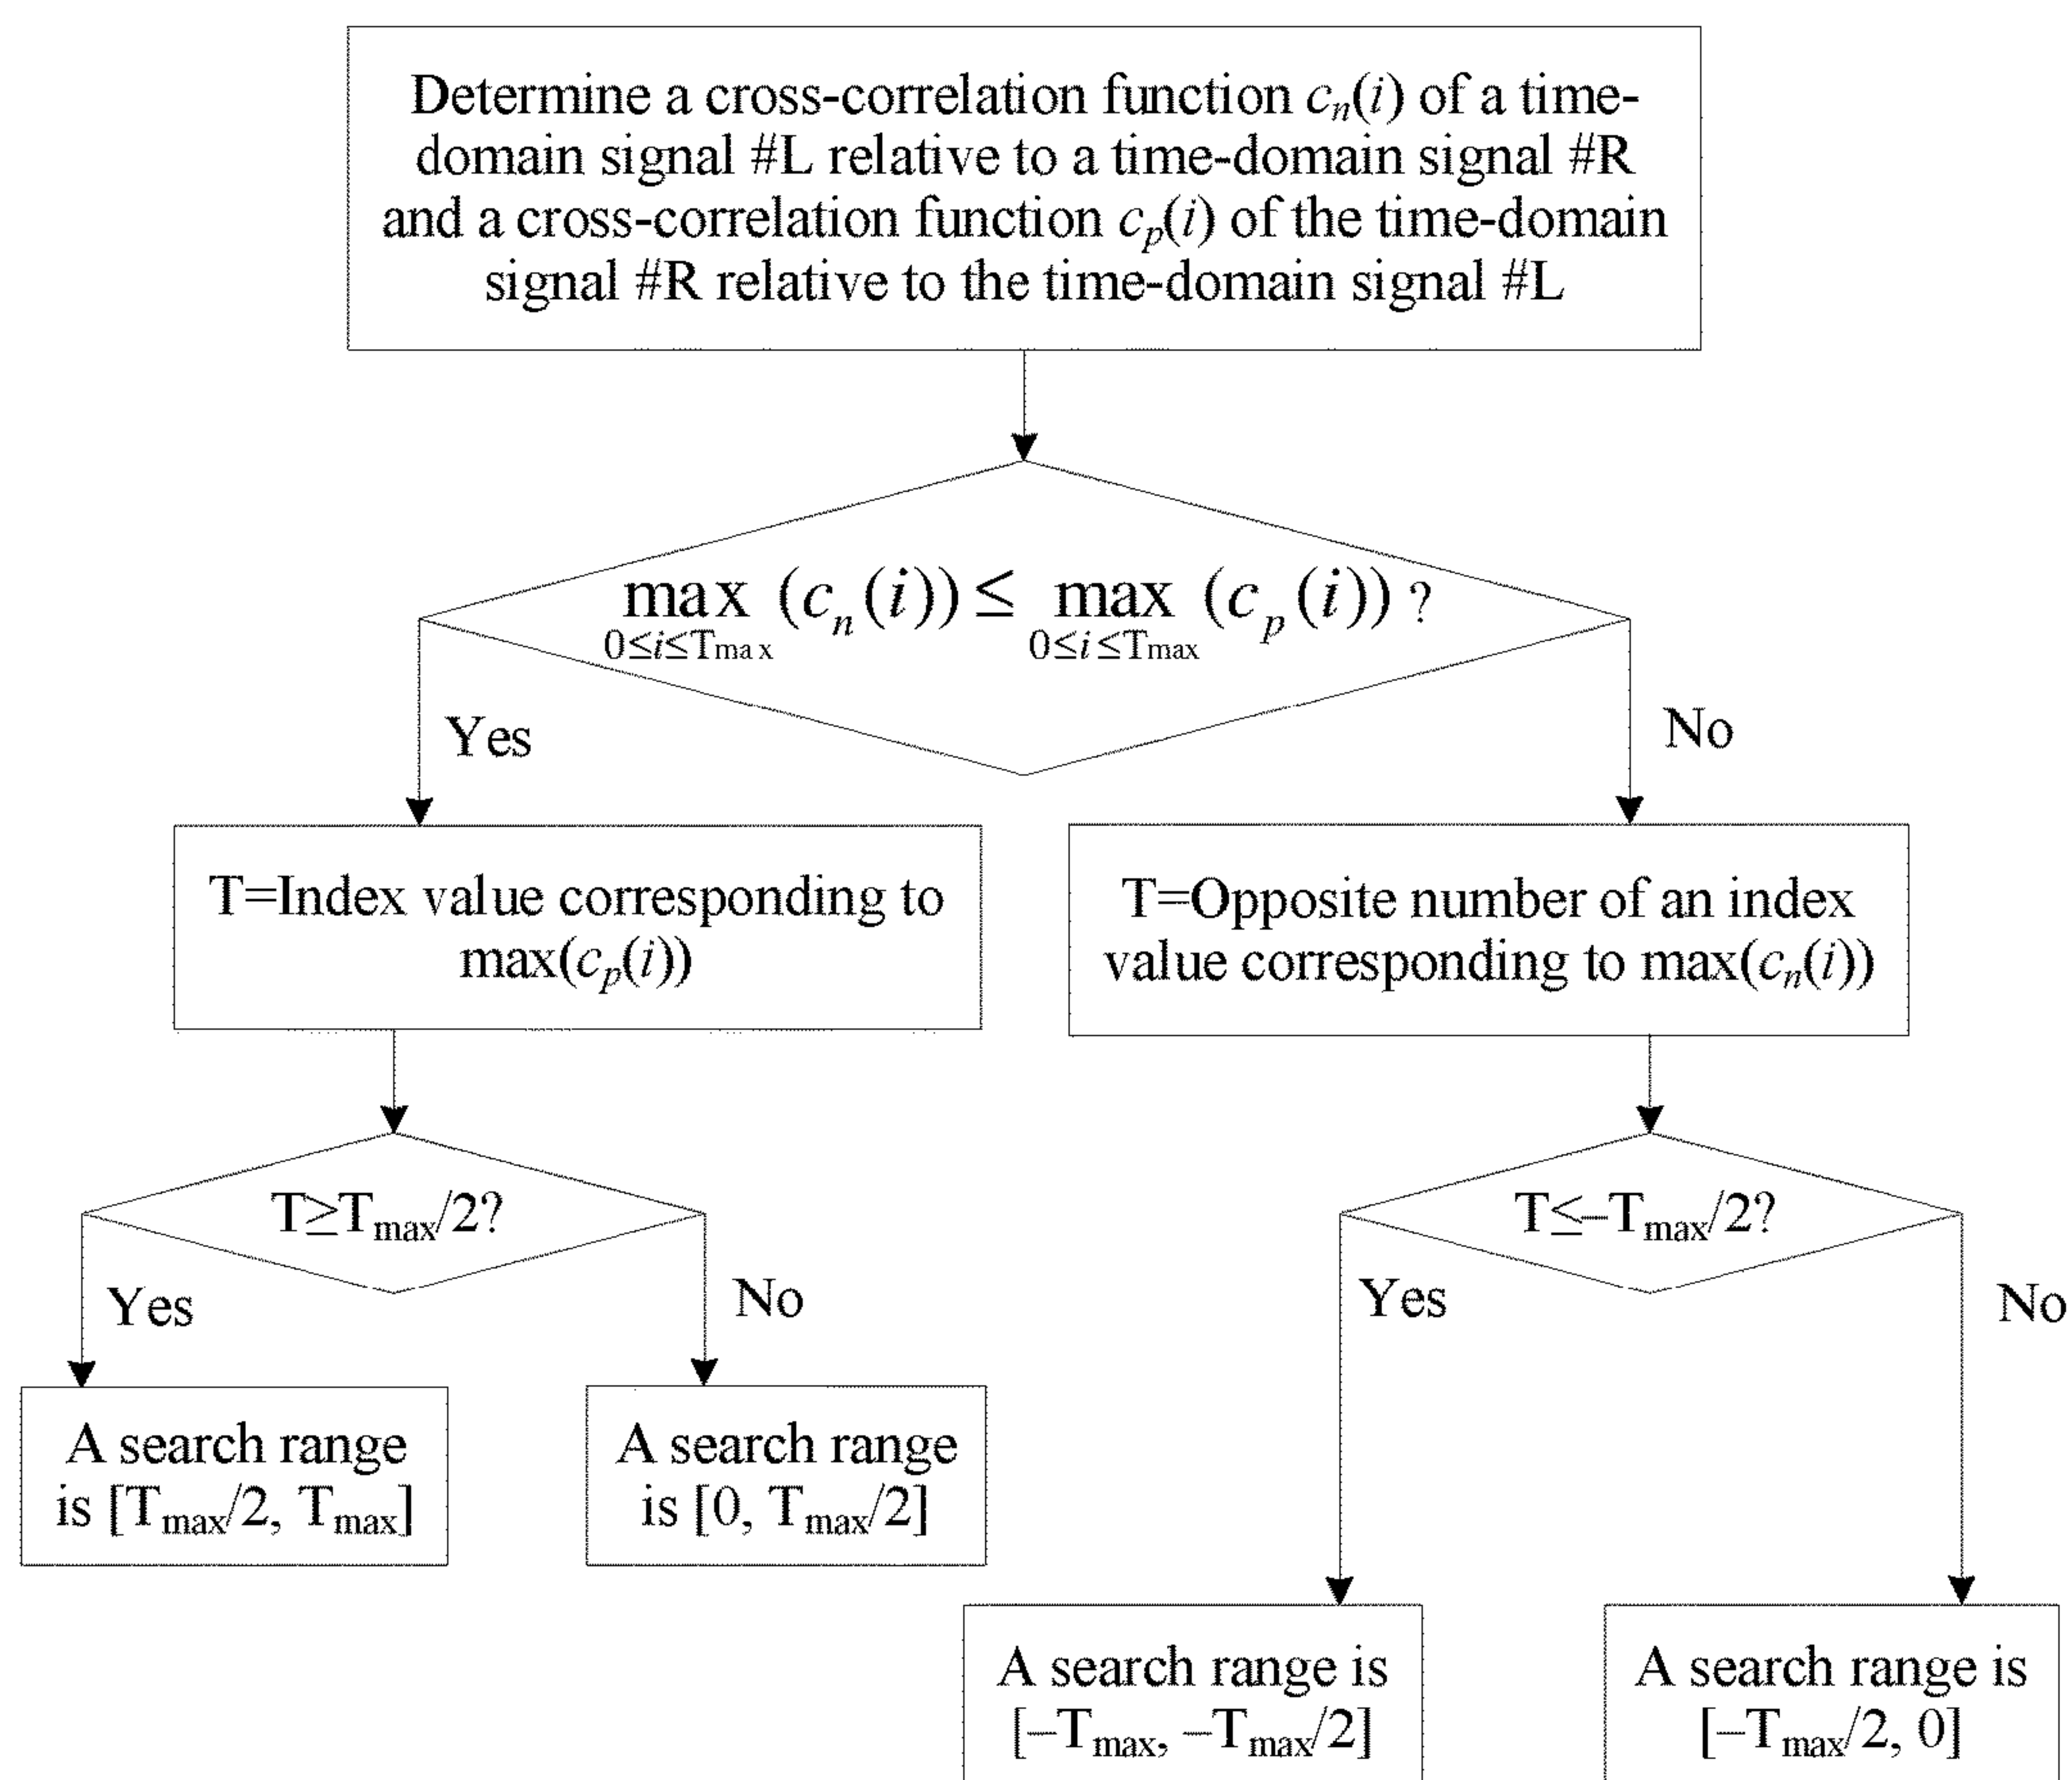 Determine a cross-correlation function cₙ(i) of a time-
domain signal #L relative to a time-domain signal #R
and a cross-correlation function cₚ(i) of the time-domain
signal #R relative to the time-domain signal #L
max (cₙ(i)) ≤ max (cₚ(i)) ?
0≤i≤Tmax 0≤i≤Tmax
Yes
No
T=Index value corresponding to
max(cₚ(i))
T=Opposite number of an index
value corresponding to max(cₙ(i))
T≥Tmax/2?
T≤–Tmax/2?
Yes
No
Yes
No
A search range
is [Tmax/2, Tmax]
A search range
is [0, Tmax/2]
A search range is
[–Tmax, –Tmax/2]
A search range is
[–Tmax/2, 0]